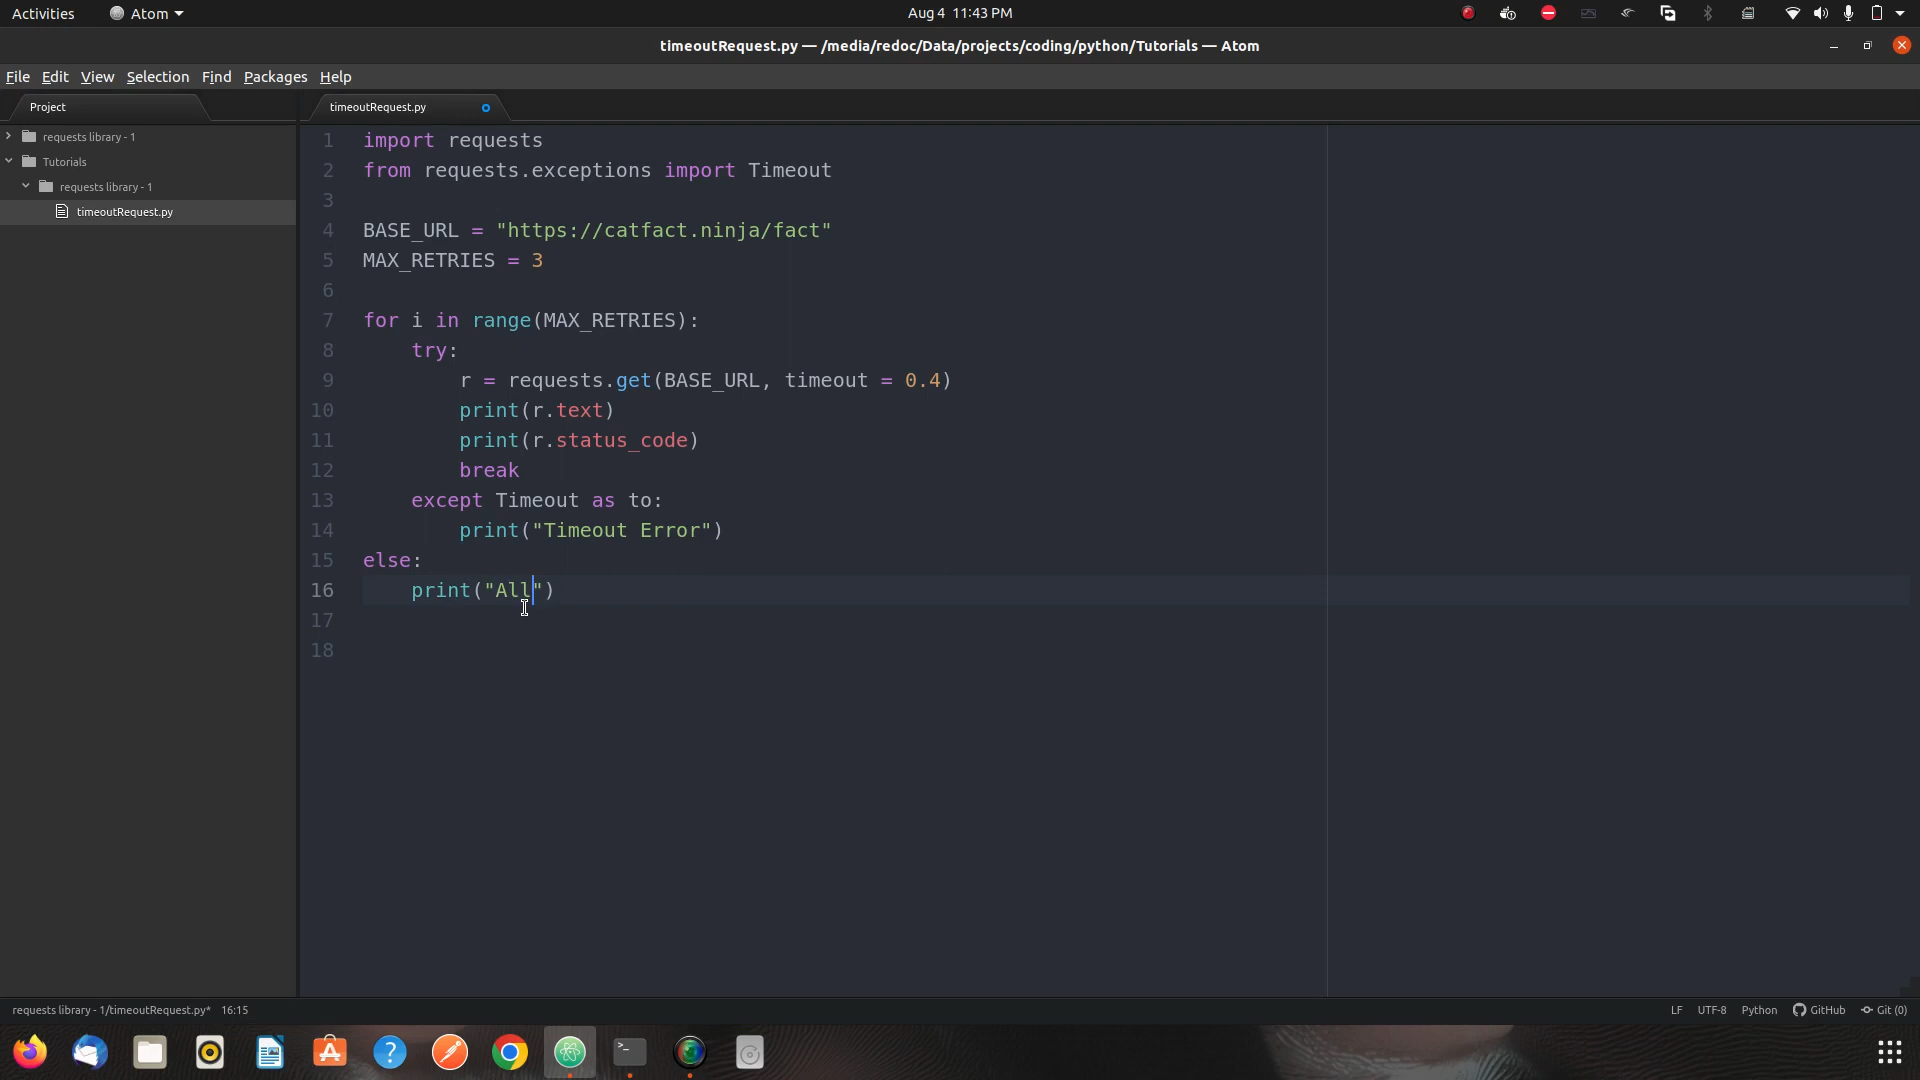 Activities Atom Aug 4 11:43 PM
timeoutRequest.py — /media/redoc/Data/projects/coding/python/Tutorials — Atom
File Edit View Selection Find Packages Help
Project
requests library - 1
Tutorials
requests library - 1
timeoutRequest.py
timeoutRequest.py
1 import requests
2 from requests.exceptions import Timeout
3
4 BASE_URL = "https://catfact.ninja/fact"
5 MAX_RETRIES = 3
6
7 for i in range(MAX_RETRIES):
8 try:
9 r = requests.get(BASE_URL, timeout = 0.4)
10 print(r.text)
11 print(r.status_code)
12 break
13 except Timeout as to:
14 print("Timeout Error")
15 else:
16 print("All")
17
18
requests library - 1/timeoutRequest.py* 16:15 LF UTF-8 Python GitHub Git (0)